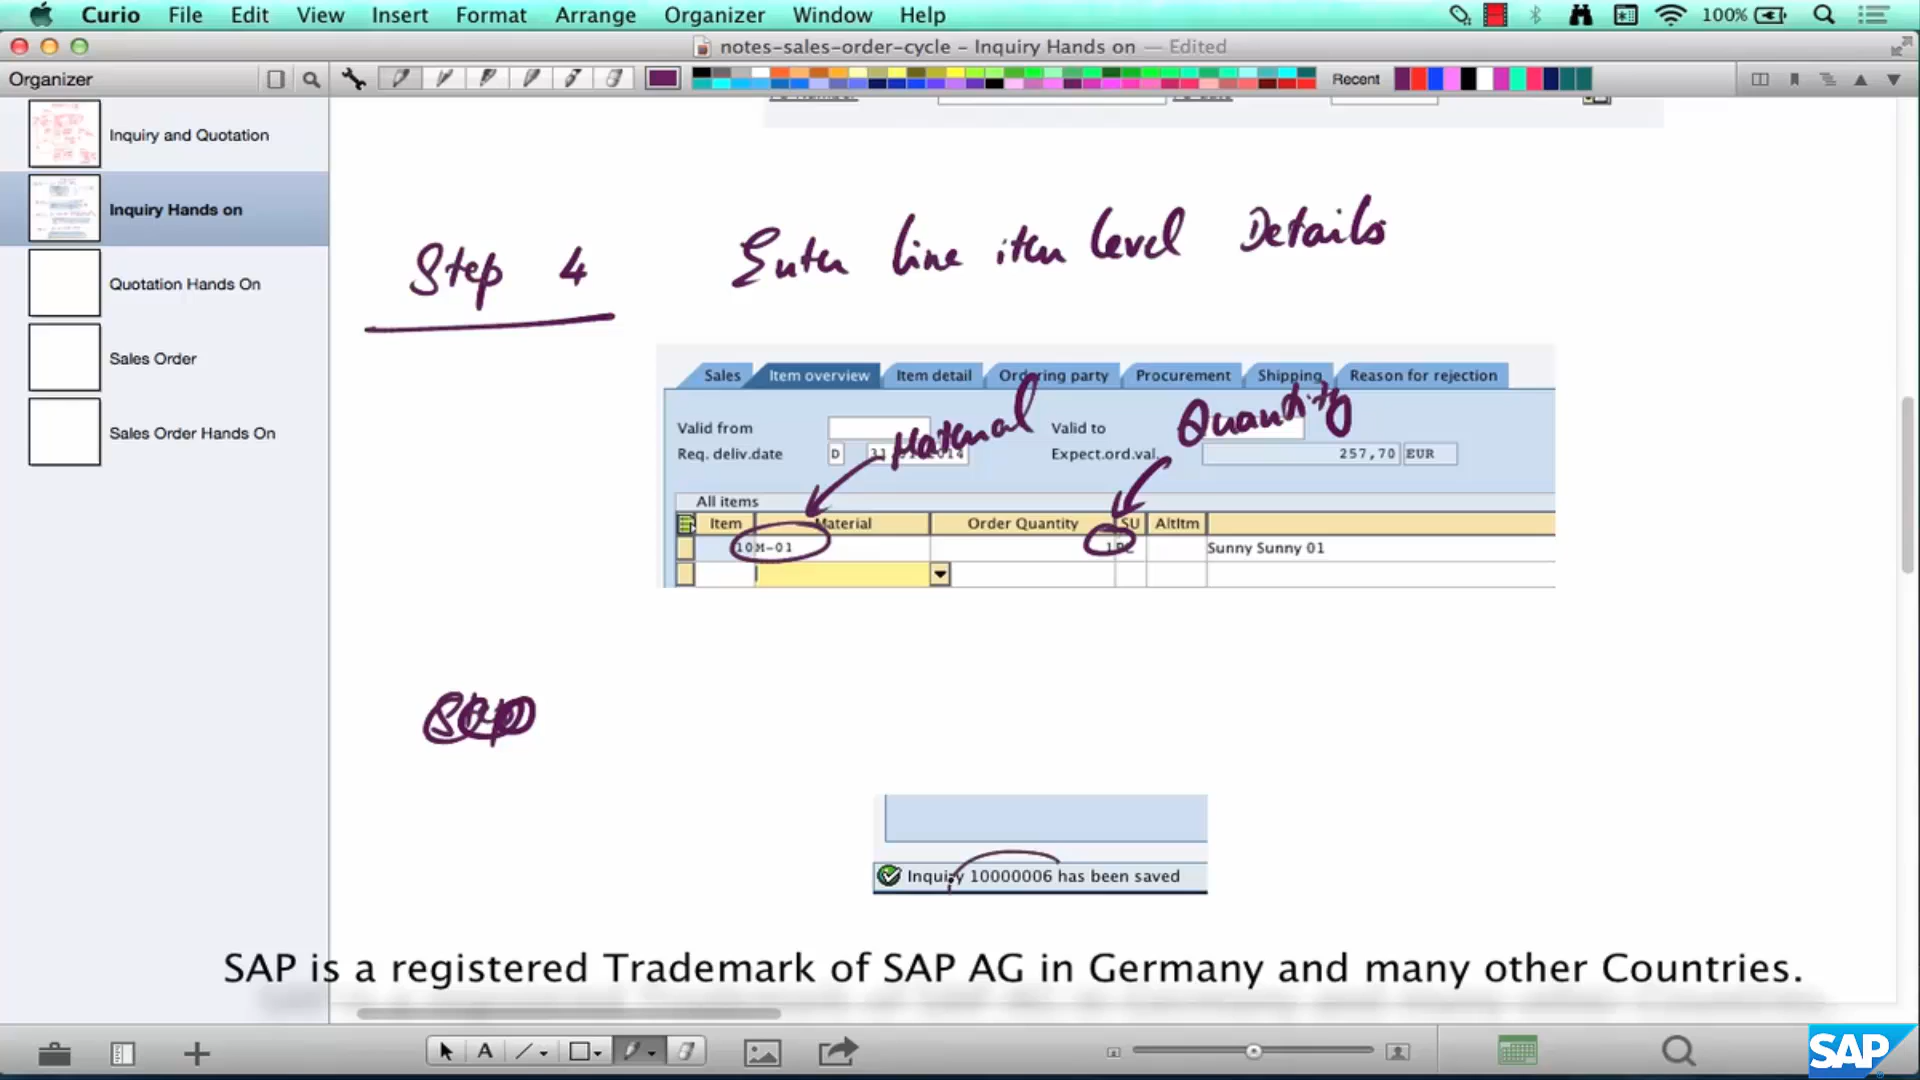 Curio File Edit View Insert Format Arrange Organizer Window Help 100%
notes-sales-order-cycle – Inquiry Hands on — Edited
Organizer Recent
Inquiry and Quotation
Inquiry Hands on
Quotation Hands On
Sales Order
Sales Order Hands On
Step 4 Enter line item level Details
Sales Item overview Item detail Ordering party Procurement Shipping Reason for rejection
Material Quantity
Valid from Valid to
Req. deliv.date D Expect.ord.val. 257,70 EUR
All items
Item Material Order Quantity SU AltItm
10 M-01 1 Sunny Sunny 01
Step
Inquiry 10000006 has been saved
SAP is a registered Trademark of SAP AG in Germany and many other Countries.
A
SAP